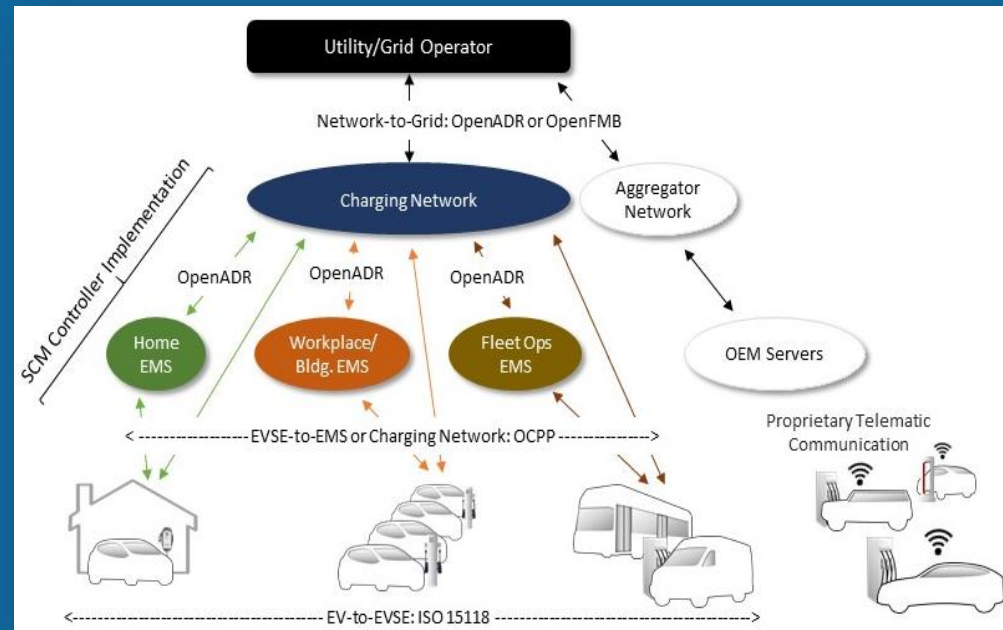 Utility/Grid Operator
Network-to-Grid: OpenADR or OpenFMB
Charging Network
Aggregator
Network
SCM Controller Implementation
OpenADR
OpenADR
OpenADR
Home
EMS
Workplace/
Bldg. EMS
Fleet Ops
EMS
OEM Servers
EVSE-to-EMS or Charging Network: OCPP
Proprietary Telematic
Communication
EV-to-EVSE: ISO 15118